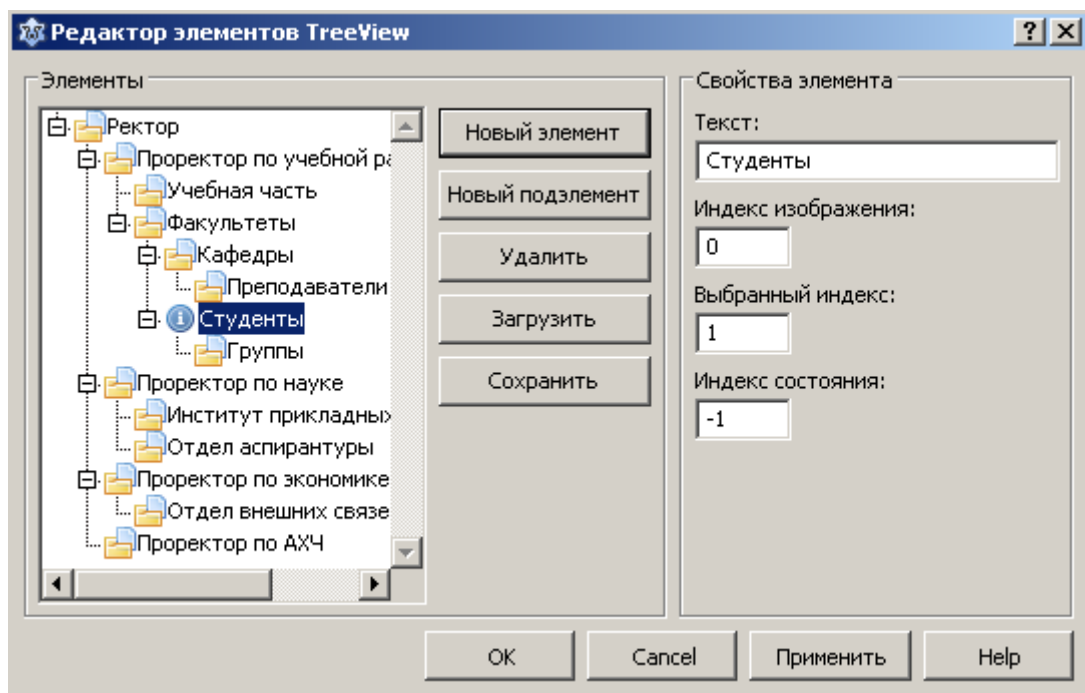 Редактор элементов TreeView
Элементы
Ректор
Проректор по учебной ра
Учебная часть
Факультеты
Кафедры
Преподаватели
Студенты
Группы
Проректор по науке
Институт прикладных
Отдел аспирантуры
Проректор по экономике
Отдел внешних связе
Проректор по АХЧ
Новый элемент
Новый подэлемент
Удалить
Загрузить
Сохранить
Свойства элемента
Текст:
Студенты
Индекс изображения:
0
Выбранный индекс:
1
Индекс состояния:
-1
OK
Cancel
Применить
Help